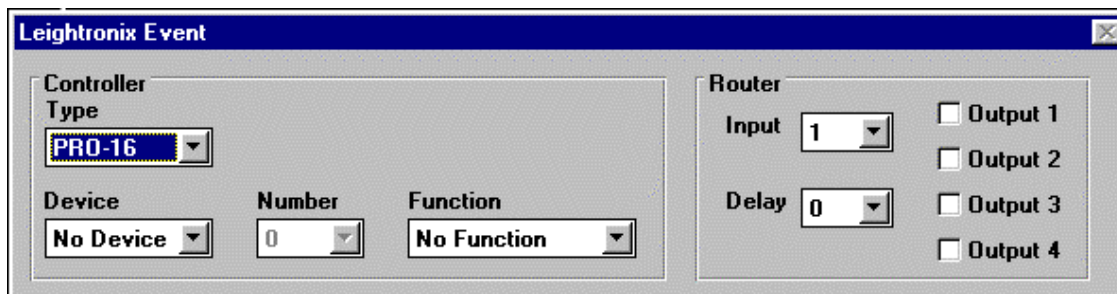 Leightronix Event
Controller
Type
PRO-16
Device Number Function
No Device 0 No Function
Router
Input 1
Delay 0
Output 1
Output 2
Output 3
Output 4